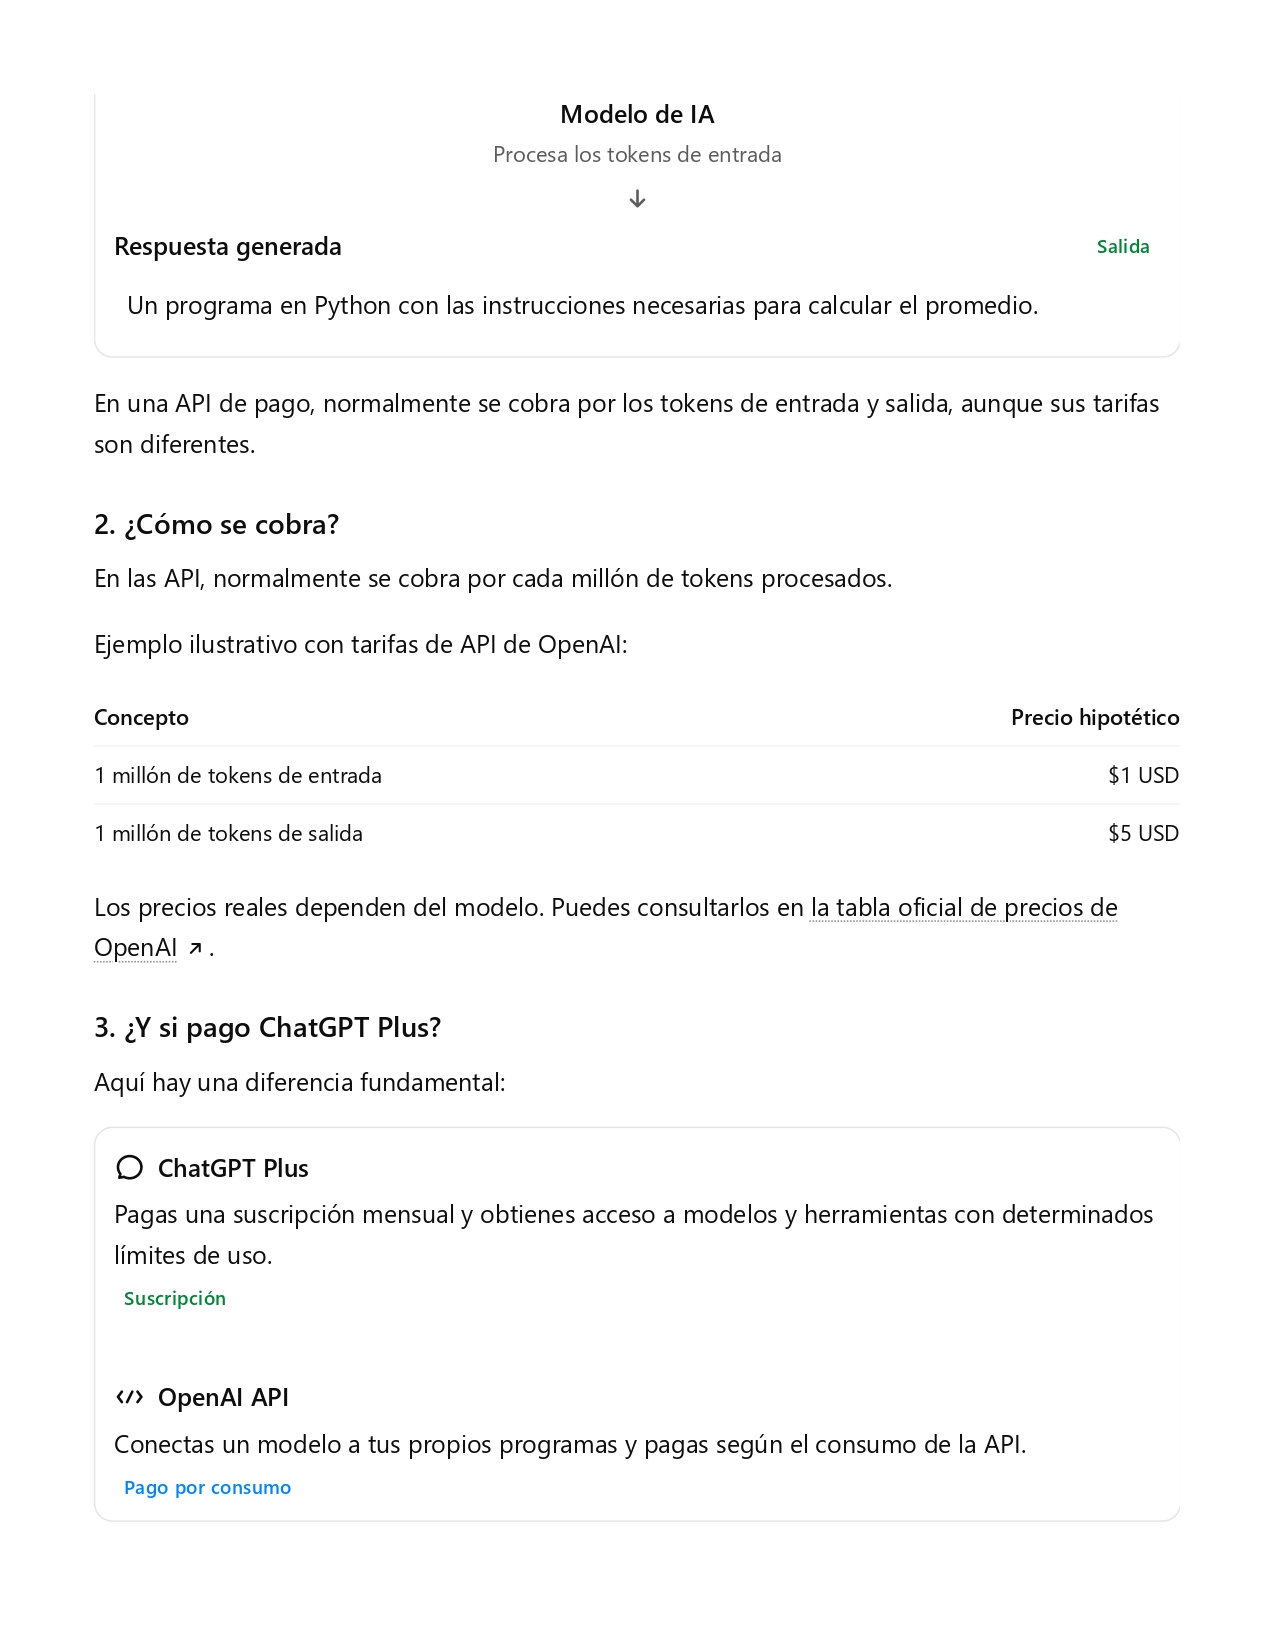 Modelo de IA
Procesa los tokens de entrada
↓
Respuesta generada Salida
Un programa en Python con las instrucciones necesarias para calcular el promedio.
En una API de pago, normalmente se cobra por los tokens de entrada y salida, aunque sus tarifas
son diferentes.
2. ¿Cómo se cobra?
En las API, normalmente se cobra por cada millón de tokens procesados.
Ejemplo ilustrativo con tarifas de API de OpenAI:
Concepto Precio hipotético
1 millón de tokens de entrada $1 USD
1 millón de tokens de salida $5 USD
Los precios reales dependen del modelo. Puedes consultarlos en la tabla oficial de precios de
OpenAI ↗ .
3. ¿Y si pago ChatGPT Plus?
Aquí hay una diferencia fundamental:
ChatGPT Plus
Pagas una suscripción mensual y obtienes acceso a modelos y herramientas con determinados
límites de uso.
Suscripción
OpenAI API
Conectas un modelo a tus propios programas y pagas según el consumo de la API.
Pago por consumo